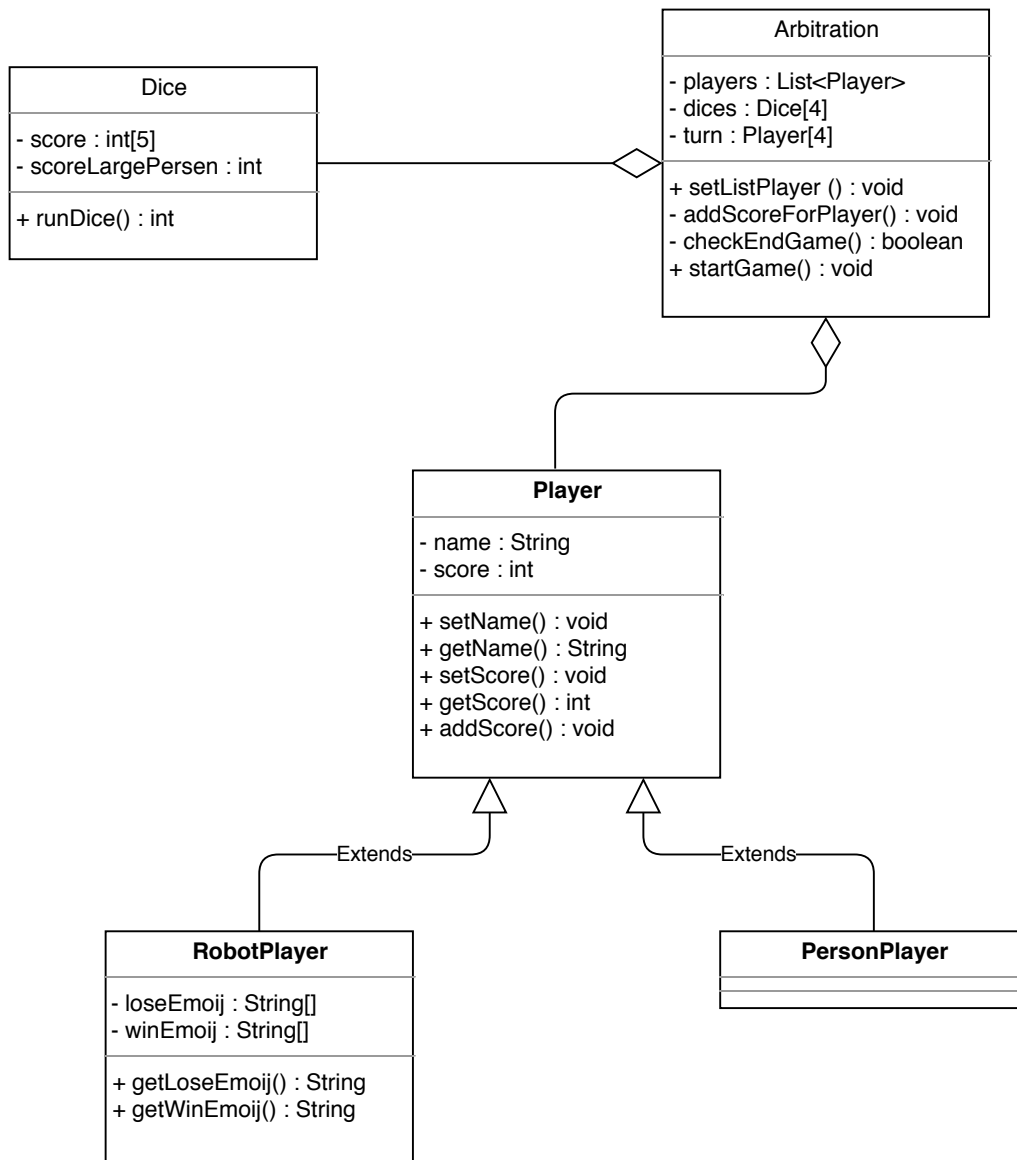 Arbitration
- players : List<Player>
- dices : Dice[4]
- turn : Player[4]
+ setListPlayer () : void
- addScoreForPlayer() : void
- checkEndGame() : boolean
+ startGame() : void
Dice
- score : int[5]
- scoreLargePersen : int
+ runDice() : int
Player
- name : String
- score : int
+ setName() : void
+ getName() : String
+ setScore() : void
+ getScore() : int
+ addScore() : void
Extends
Extends
RobotPlayer
- loseEmoij : String[]
- winEmoij : String[]
+ getLoseEmoij() : String
+ getWinEmoij() : String
PersonPlayer